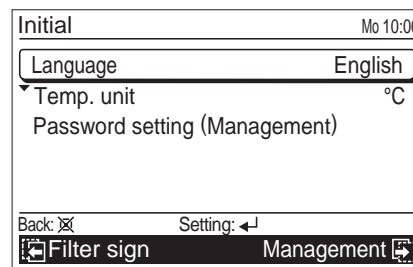 Initial Mo 10:00
Language English
Temp. unit °C
Password setting (Management)
Back: Setting:
Filter sign Management